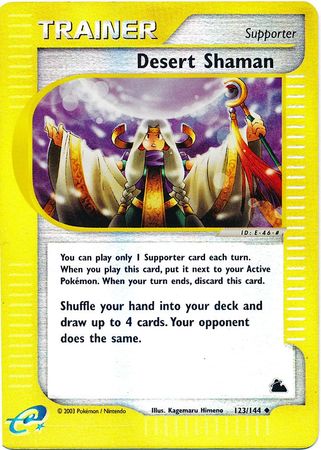 TRAINER
Supporter
Desert Shaman
ID: E-46-#
You can play only 1 Supporter card each turn.
When you play this card, put it next to your Active
Pokémon. When your turn ends, discard this card.
Shuffle your hand into your deck and
draw up to 4 cards. Your opponent
does the same.
e
© 2003 Pokémon / Nintendo
Illus. Kagemaru Himeno
123/144 ◆